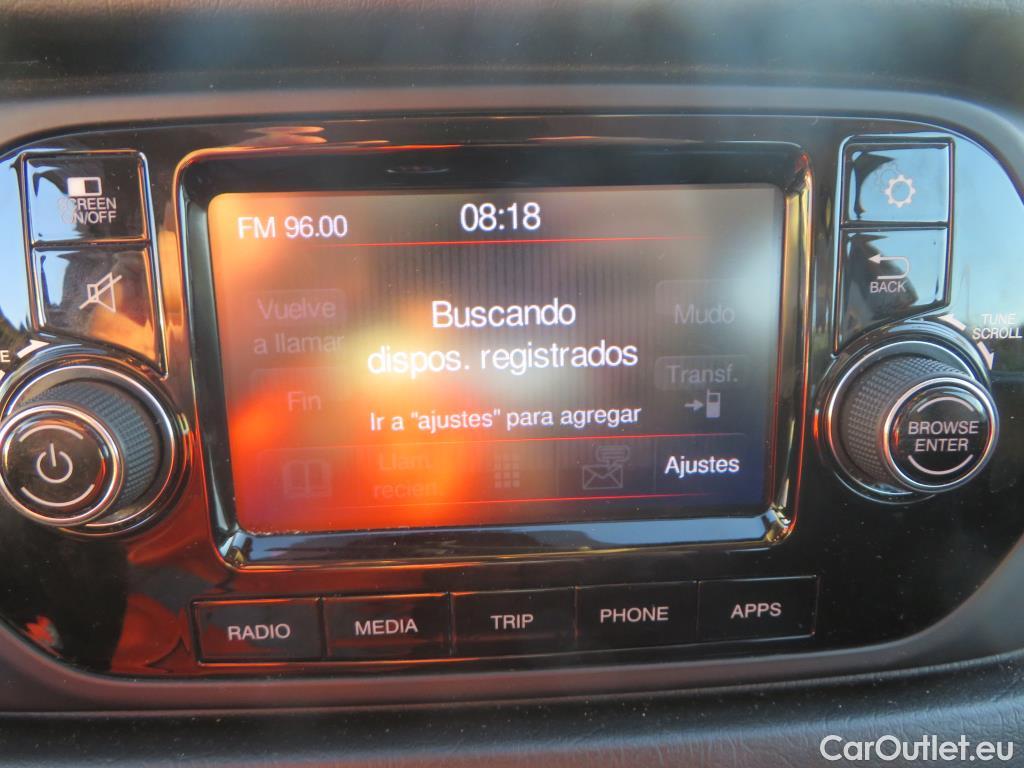 SCREEN
ON/OFF
FM 96.00
08:18
BACK
TUNE
SCROLL
Vuelve
a llamar
Buscando
dispos. registrados
Mudo
Fin
Transf.
Ir a "ajustes" para agregar
Llam.
recien.
Ajustes
BROWSE
ENTER
RADIO
MEDIA
TRIP
PHONE
APPS
CarOutlet.eu